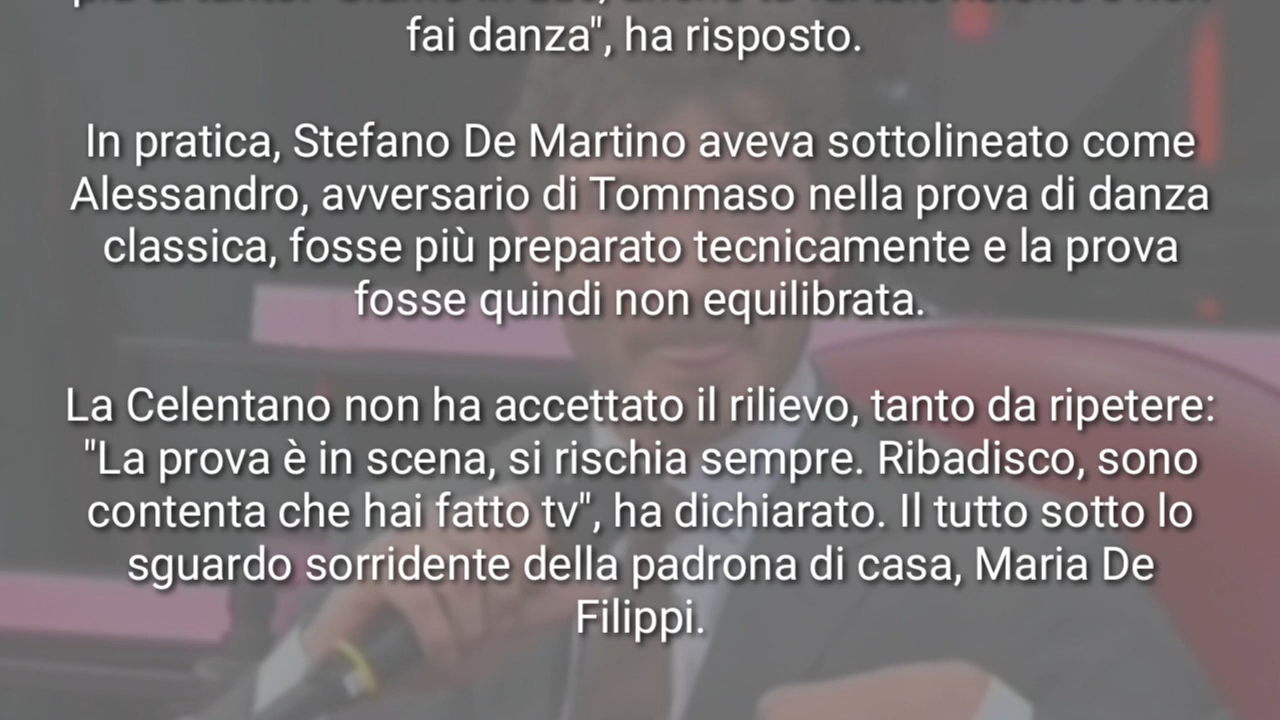 fai danza", ha risposto.
In pratica, Stefano De Martino aveva sottolineato come
Alessandro, avversario di Tommaso nella prova di danza
classica, fosse più preparato tecnicamente e la prova
fosse quindi non equilibrata.
La Celentano non ha accettato il rilievo, tanto da ripetere:
"La prova è in scena, si rischia sempre. Ribadisco, sono
contenta che hai fatto tv", ha dichiarato. Il tutto sotto lo
sguardo sorridente della padrona di casa, Maria De
Filippi.